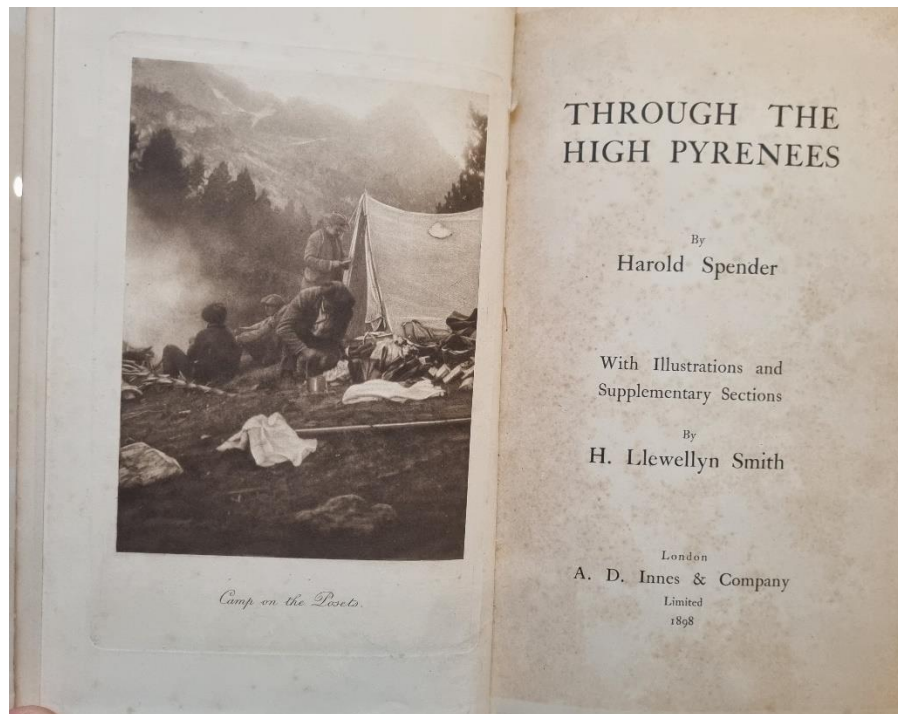 Camp on the Posets.
THROUGH THE
HIGH PYRENEES
By
Harold Spender
With Illustrations and
Supplementary Sections
By
H. Llewellyn Smith
London
A. D. Innes & Company
Limited
1898